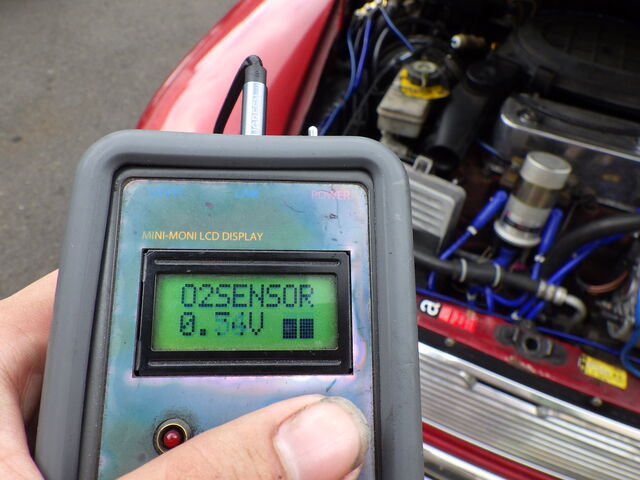 POWER
MINI-MONI LCD DISPLAY
O2SENSOR
0.54V
a